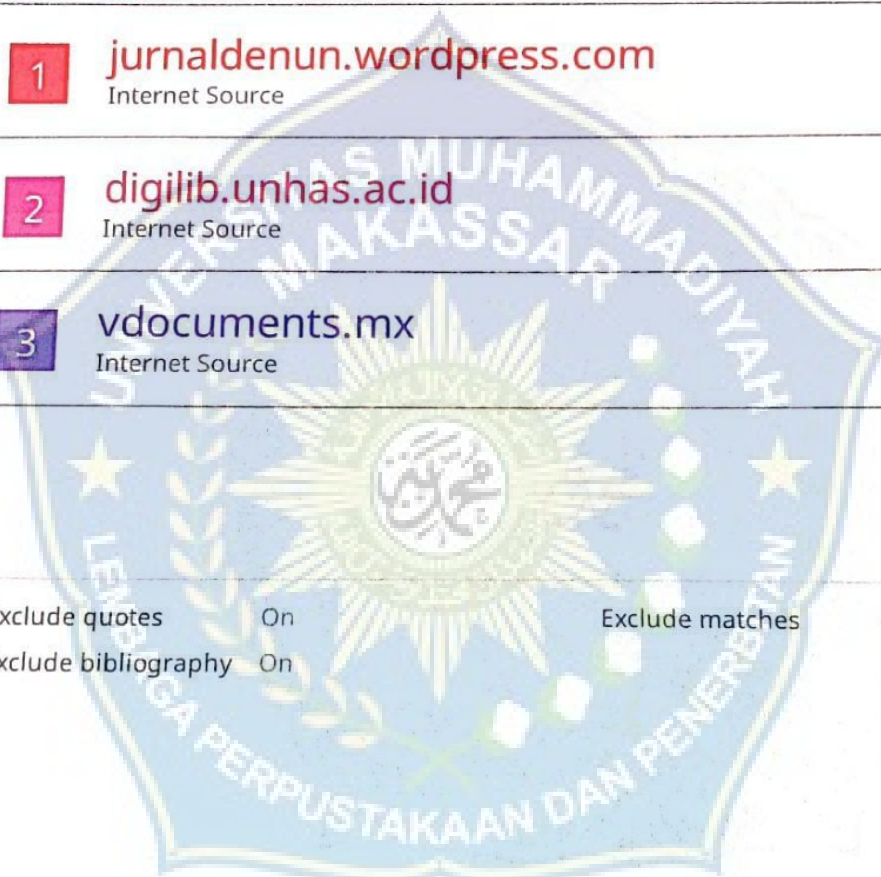 1 jurnaldenun.wordpress.com
Internet Source
2 digilib.unhas.ac.id
Internet Source
3 vdocuments.mx
Internet Source
UNIVERSITAS MUHAMMADIYAH
MAKASSAR
xclude quotes On Exclude matches
xclude bibliography On
LEMBAGA PERPUSTAKAAN DAN PENERBITAN